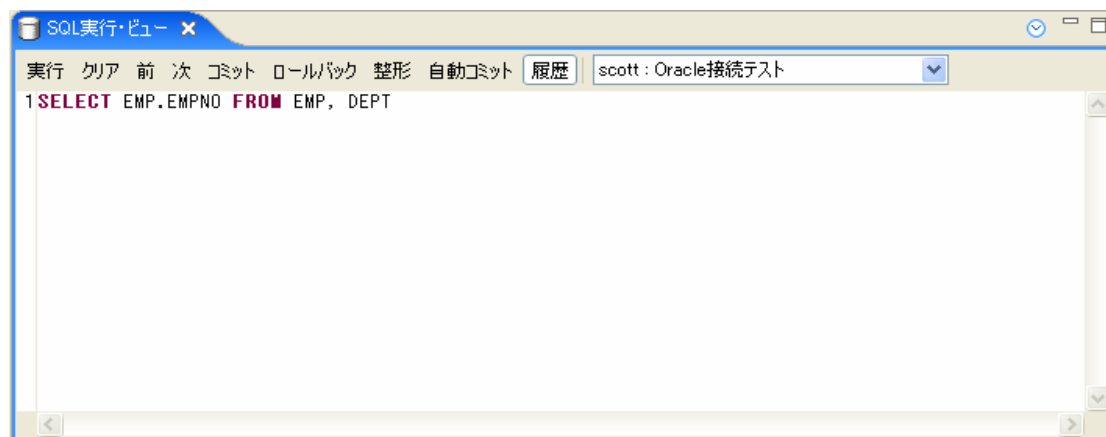 SQL実行・ビュー
実行 クリア 前 次 コミット ロールバック 整形 自動コミット 履歴 scott : Oracle接続テスト
1SELECT EMP.EMPNO FROM EMP, DEPT